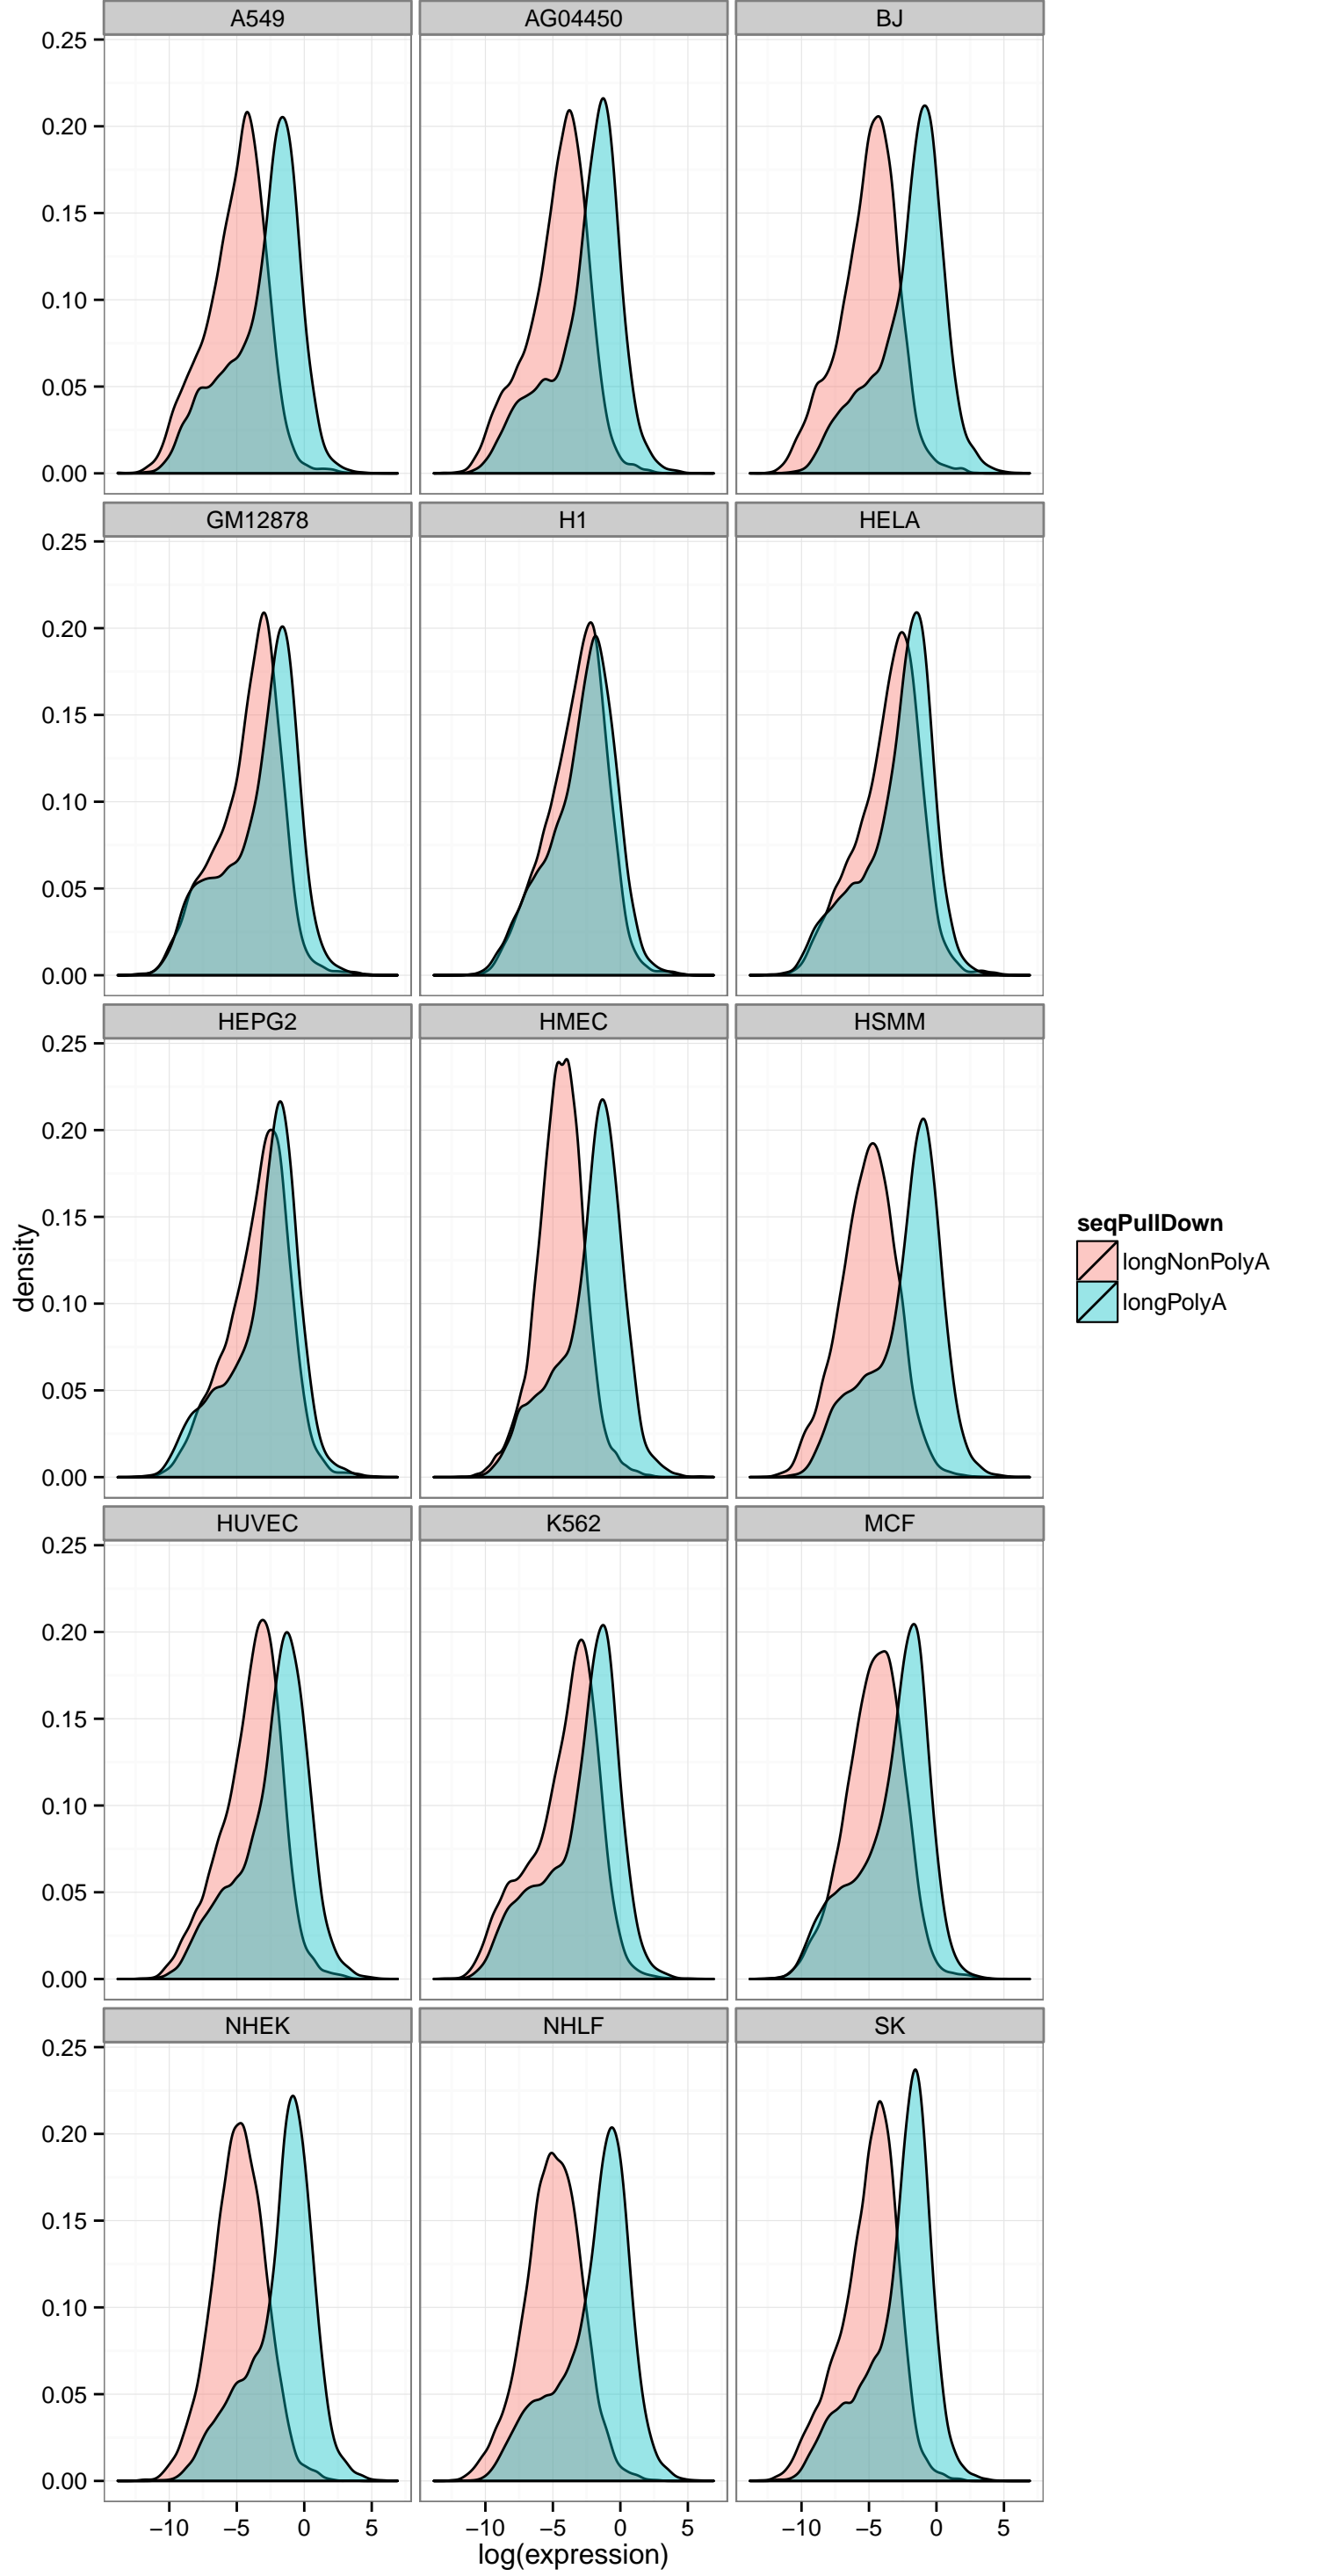 A549 AG04450 BJ
0.25
0.20
0.15
0.10
0.05
0.00
GM12878 H1 HELA
0.25
0.20
0.15
0.10
0.05
0.00
HEPG2 HMEC HSMM
0.25
0.20
0.15
0.10
0.05
0.00
density
seqPullDown
longNonPolyA
longPolyA
HUVEC K562 MCF
0.25
0.20
0.15
0.10
0.05
0.00
NHEK NHLF SK
0.25
0.20
0.15
0.10
0.05
0.00
−10 −5 0 5 −10 −5 0 5 −10 −5 0 5
log(expression)